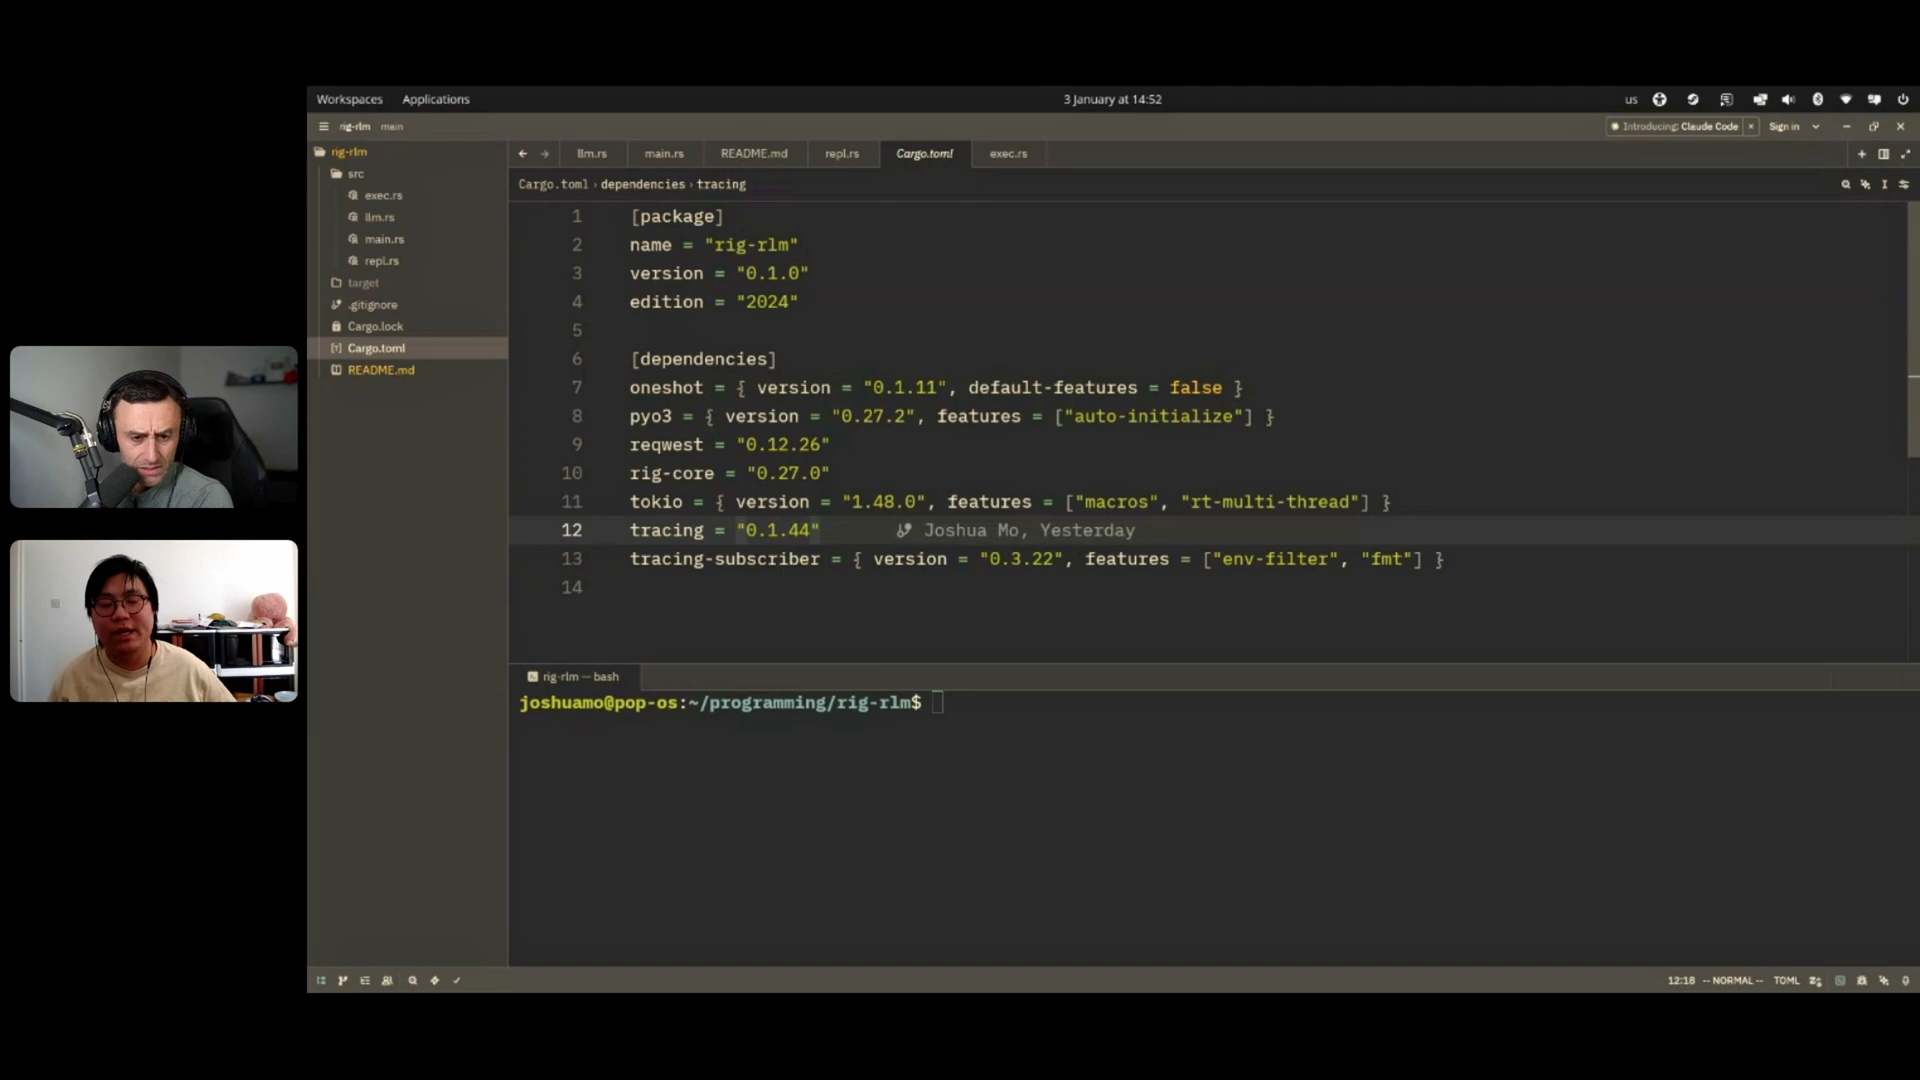 Workspaces Applications 3 January at 14:52 us
rig-rlm main Introducing: Claude Code Sign in
rig-rlm
src
exec.rs
llm.rs
main.rs
repl.rs
target
.gitignore
Cargo.lock
Cargo.toml
README.md
llm.rs main.rs README.md repl.rs Cargo.toml exec.rs
Cargo.toml › dependencies › tracing
1 [package]
2 name = "rig-rlm"
3 version = "0.1.0"
4 edition = "2024"
5
6 [dependencies]
7 oneshot = { version = "0.1.11", default-features = false }
8 pyo3 = { version = "0.27.2", features = ["auto-initialize"] }
9 reqwest = "0.12.26"
10 rig-core = "0.27.0"
11 tokio = { version = "1.48.0", features = ["macros", "rt-multi-thread"] }
12 tracing = "0.1.44" Joshua Mo, Yesterday
13 tracing-subscriber = { version = "0.3.22", features = ["env-filter", "fmt"] }
14
rig-rlm — bash
joshuamo@pop-os:~/programming/rig-rlm$
12:18 -- NORMAL -- TOML